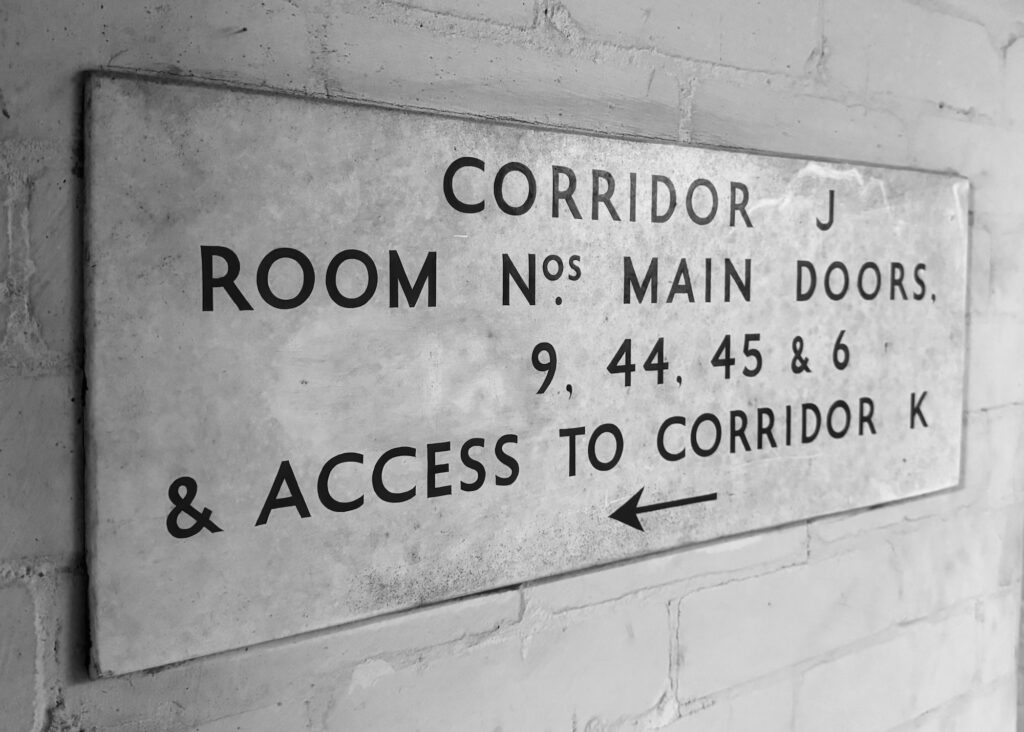 CORRIDOR J
ROOM Nºˢ. MAIN DOORS,
9, 44, 45 & 6
& ACCESS TO CORRIDOR K